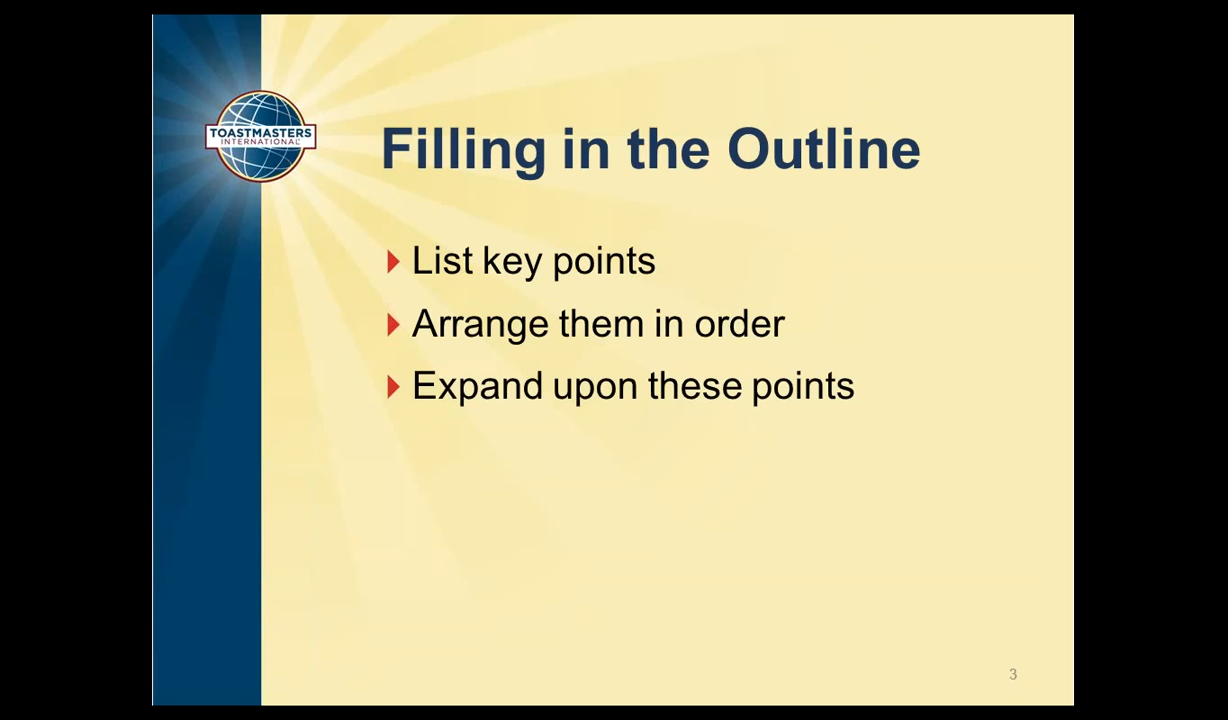 TOASTMASTERS
INTERNATIONAL
Filling in the Outline
List key points
Arrange them in order
Expand upon these points
3